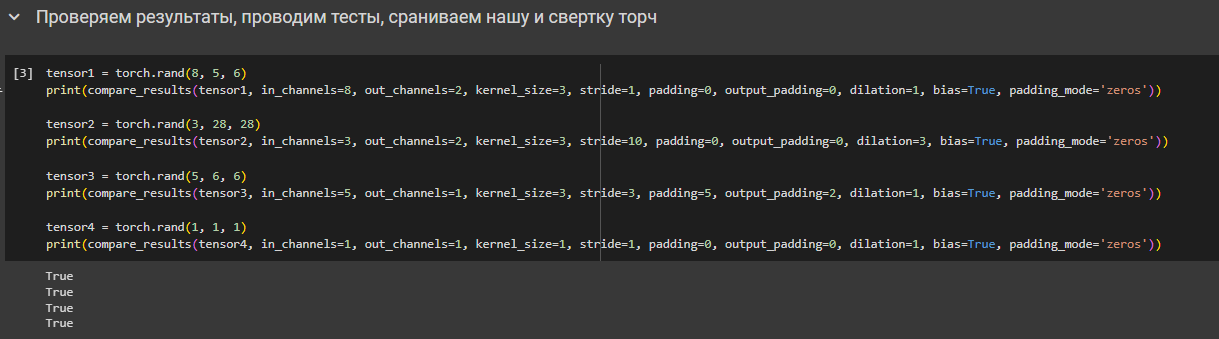 Проверяем результаты, проводим тесты, сраниваем нашу и свертку торч
[3] tensor1 = torch.rand(8, 5, 6)
print(compare_results(tensor1, in_channels=8, out_channels=2, kernel_size=3, stride=1, padding=0, output_padding=0, dilation=1, bias=True, padding_mode='zeros'))
tensor2 = torch.rand(3, 28, 28)
print(compare_results(tensor2, in_channels=3, out_channels=2, kernel_size=3, stride=10, padding=0, output_padding=0, dilation=3, bias=True, padding_mode='zeros'))
tensor3 = torch.rand(5, 6, 6)
print(compare_results(tensor3, in_channels=5, out_channels=1, kernel_size=3, stride=3, padding=5, output_padding=2, dilation=1, bias=True, padding_mode='zeros'))
tensor4 = torch.rand(1, 1, 1)
print(compare_results(tensor4, in_channels=1, out_channels=1, kernel_size=1, stride=1, padding=0, output_padding=0, dilation=1, bias=True, padding_mode='zeros'))
True
True
True
True